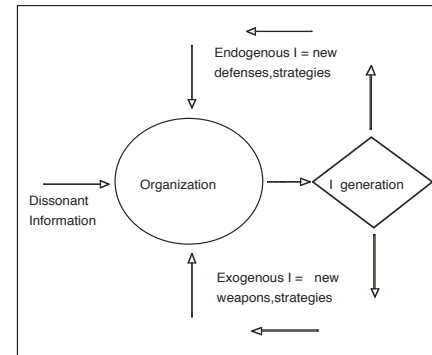 Endogenous I = new
defenses,strategies
Organization
I generation
Dissonant
Information
Exogenous I = new
weapons,strategies